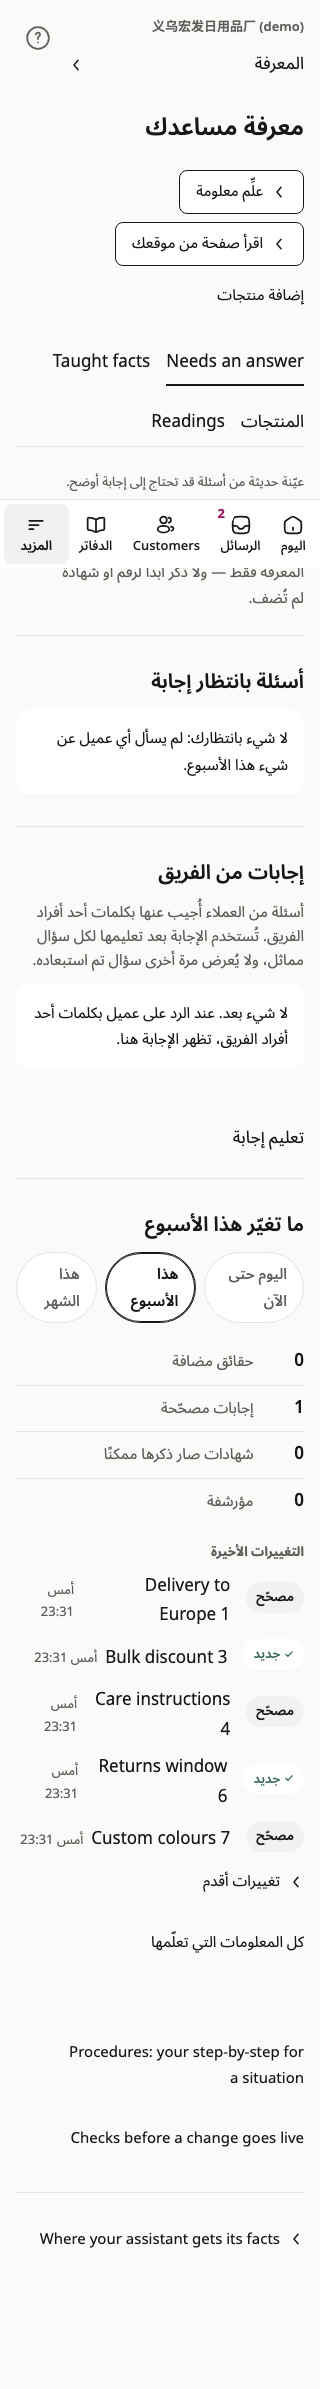 义乌宏发日用品厂 (demo)
المعرفة
معرفة مساعدك
علِّم معلومة
اقرأ صفحة من موقعك
إضافة منتجات
Needs an answer
Taught facts
المنتجات
Readings
عيّنة حديثة من أسئلة قد تحتاج إلى إجابة أوضح.
اليوم
الرسائل
2
Customers
الدفاتر
المزيد
المعرفة فقط — ولا ذكر أبدًا لرقم أو شهادة
لم تُضف.
أسئلة بانتظار إجابة
لا شيء بانتظارك: لم يسأل أي عميل عن
شيء هذا الأسبوع.
إجابات من الفريق
أسئلة من العملاء أُجيب عنها بكلمات أحد أفراد
الفريق. تُستخدم الإجابة بعد تعليمها لكل سؤال
مماثل، ولا يُعرض مرة أخرى سؤال تم استبعاده.
لا شيء بعد. عند الرد على عميل بكلمات أحد
أفراد الفريق، تظهر الإجابة هنا.
تعليم إجابة
ما تغيّر هذا الأسبوع
اليوم حتى
الآن
هذا
الأسبوع
هذا
الشهر
0 حقائق مضافة
1 إجابات مصحّحة
0 شهادات صار ذكرها ممكنًا
0 مؤرشفة
التغييرات الأخيرة
مصحّح
Delivery to
Europe 1
أمس
23:31
جديد
Bulk discount 3
أمس 23:31
مصحّح
Care instructions
4
أمس
23:31
جديد
Returns window
6
أمس
23:31
مصحّح
Custom colours 7
أمس 23:31
تغييرات أقدم
كل المعلومات التي تعلّمها
Procedures: your step-by-step for
a situation
Checks before a change goes live
Where your assistant gets its facts